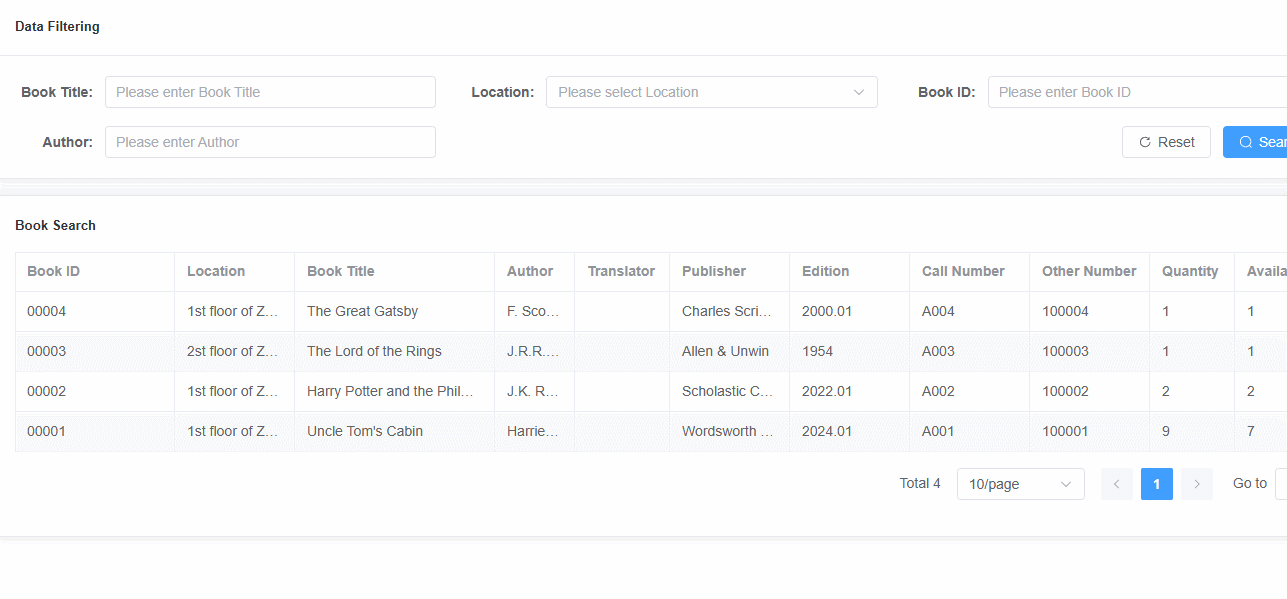 Data Filtering
Book Title: Please enter Book Title Location: Please select Location Book ID: Please enter Book ID
Author: Please enter Author Reset Sear
Book Search
Book ID Location Book Title Author Translator Publisher Edition Call Number Other Number Quantity Availa
00004 1st floor of Z... The Great Gatsby F. Sco... Charles Scri... 2000.01 A004 100004 1 1
00003 2st floor of Z... The Lord of the Rings J.R.R.... Allen & Unwin 1954 A003 100003 1 1
00002 1st floor of Z... Harry Potter and the Phil... J.K. R... Scholastic C... 2022.01 A002 100002 2 2
00001 1st floor of Z... Uncle Tom's Cabin Harrie... Wordsworth ... 2024.01 A001 100001 9 7
Total 4 10/page 1 Go to